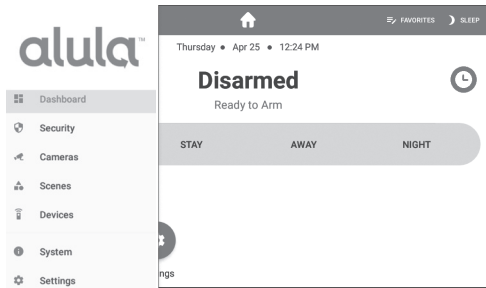 alula™
Dashboard
Security
Cameras
Scenes
Devices
System
Settings
FAVORITES
SLEEP
Thursday • Apr 25 • 12:24 PM
Disarmed
Ready to Arm
STAY
AWAY
NIGHT
ngs